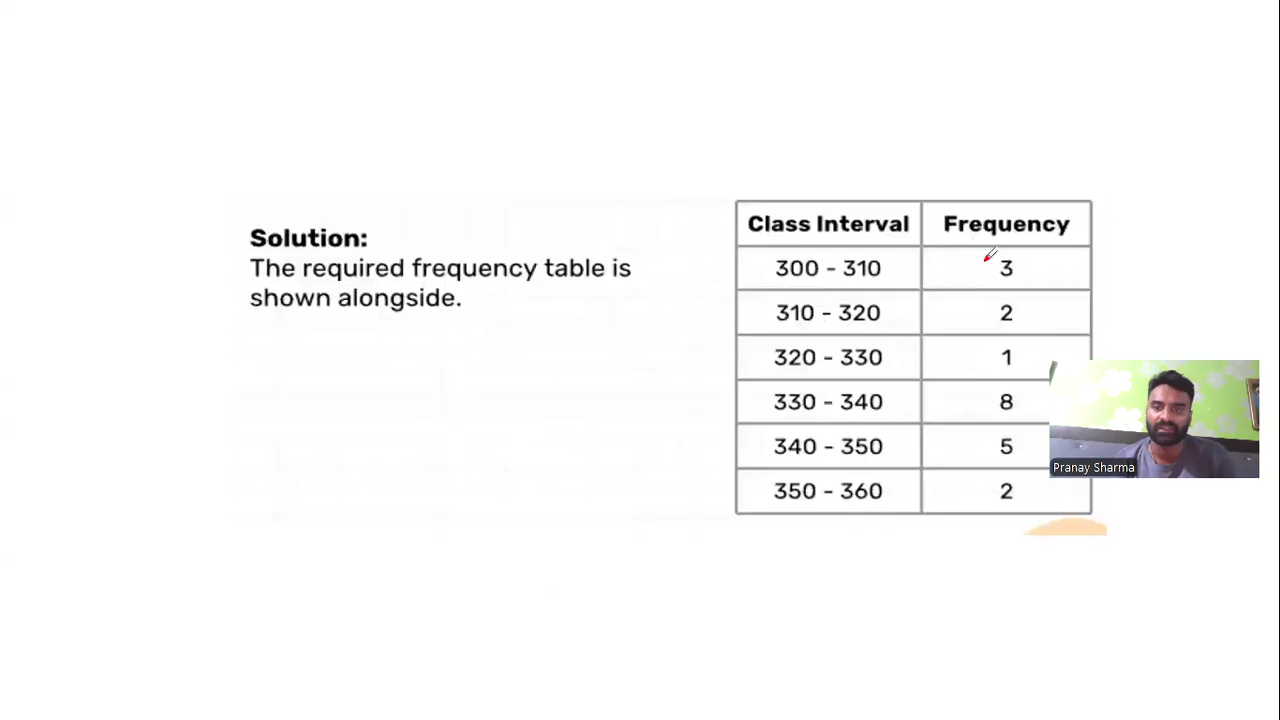 Solution:
The required frequency table is
shown alongside.
Class Interval Frequency
300 - 310 3
310 - 320 2
320 - 330 1
330 - 340 8
340 - 350 5
350 - 360 2
Pranay Sharma